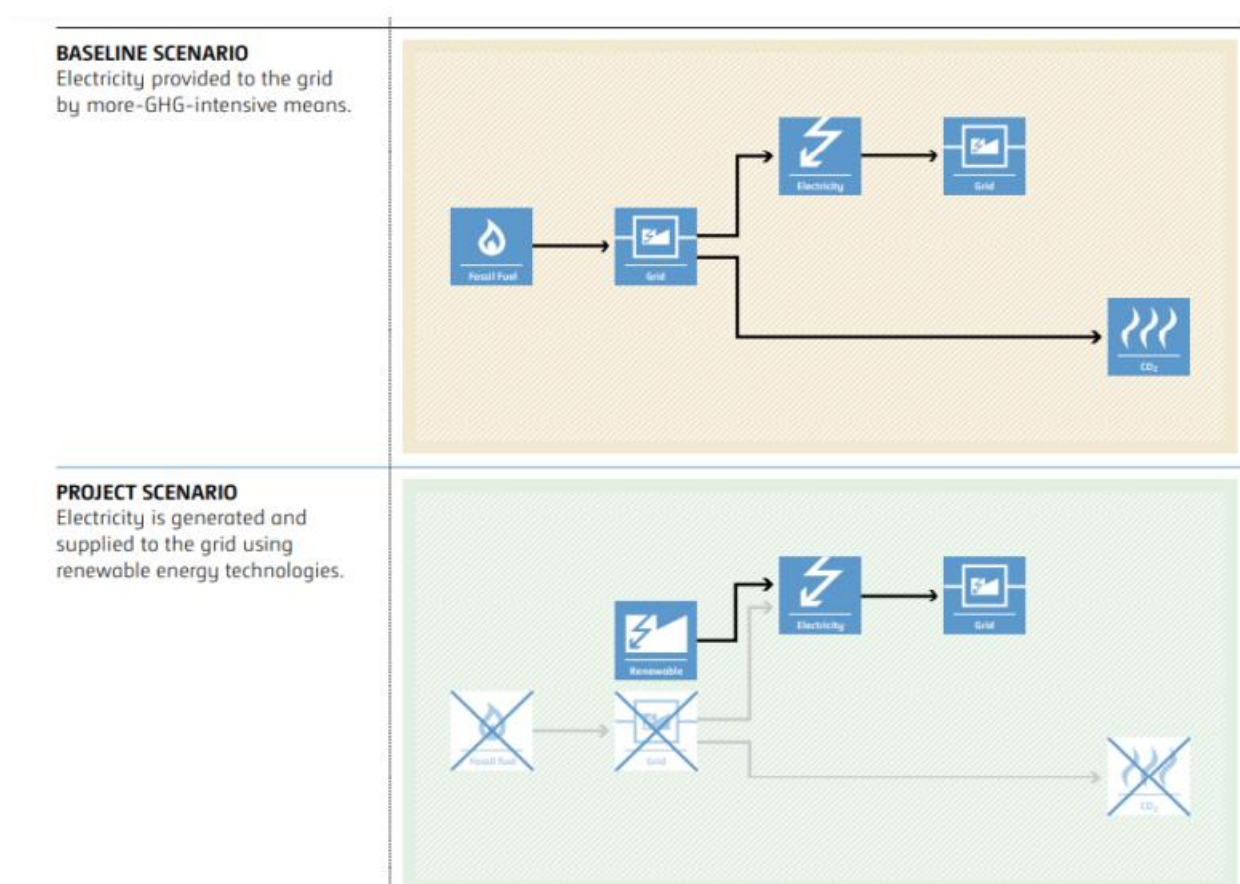 BASELINE SCENARIO
Electricity provided to the grid
by more-GHG-intensive means.
Electricity
Grid
Fossil Fuel
Grid
CO₂
PROJECT SCENARIO
Electricity is generated and
supplied to the grid using
renewable energy technologies.
Electricity
Grid
Renewable
Fossil Fuel
Grid
CO₂